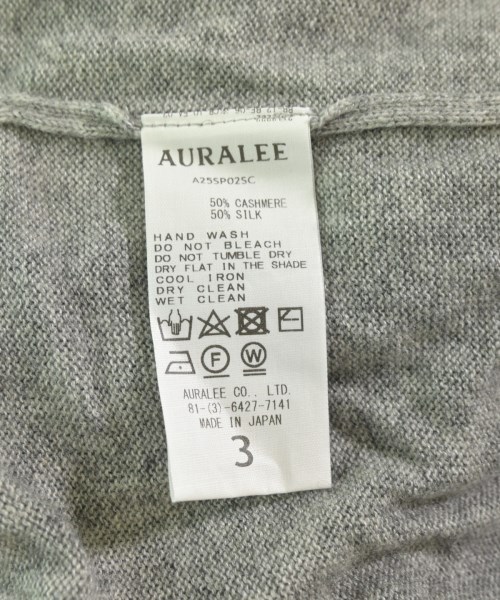 AURALEE
A25SP02SC
50% CASHMERE
50% SILK
HAND WASH
DO NOT BLEACH
DO NOT TUMBLE DRY
DRY FLAT IN THE SHADE
COOL IRON
DRY CLEAN
WET CLEAN
F W
AURALEE CO., LTD.
81-(3)-6427-7141
MADE IN JAPAN
3